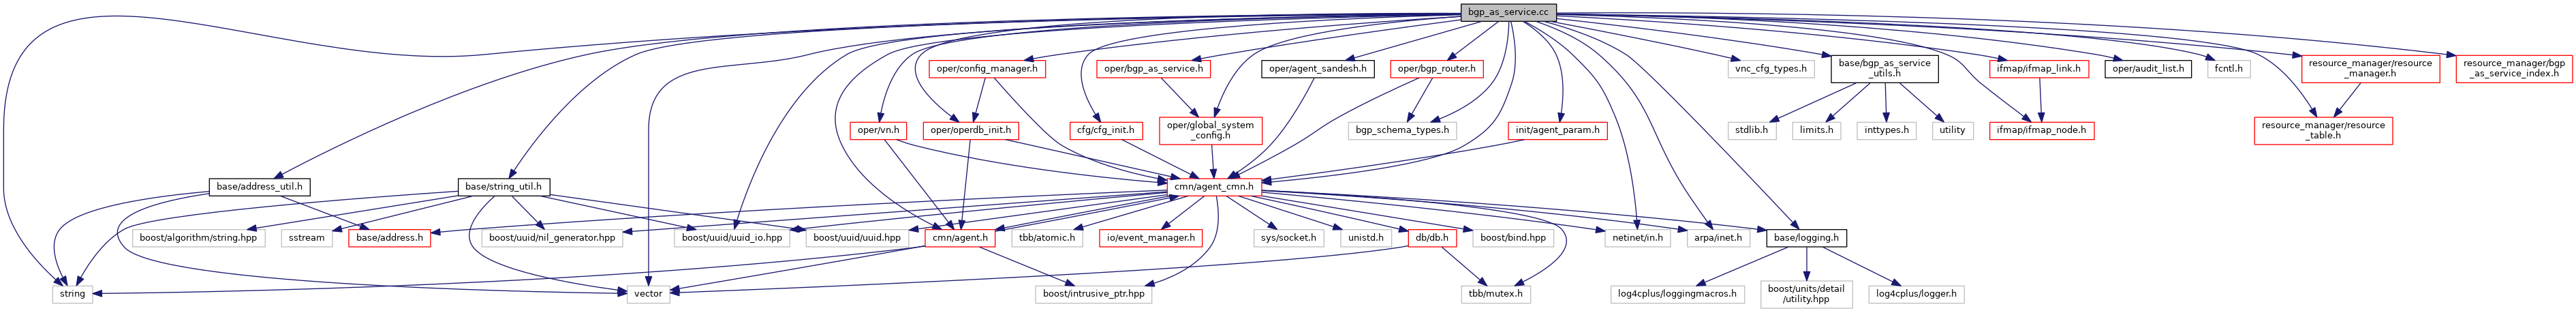 bgp_as_service.cc
oper/config_manager.h
oper/bgp_as_service.h
oper/agent_sandesh.h
oper/bgp_router.h
vnc_cfg_types.h
base/bgp_as_service
_utils.h
ifmap/ifmap_link.h
oper/audit_list.h
fcntl.h
resource_manager/resource
_manager.h
resource_manager/bgp
_as_service_index.h
oper/vn.h
oper/operdb_init.h
cfg/cfg_init.h
oper/global_system
_config.h
bgp_schema_types.h
init/agent_param.h
stdlib.h
limits.h
inttypes.h
utility
ifmap/ifmap_node.h
resource_manager/resource
_table.h
base/address_util.h
base/string_util.h
cmn/agent_cmn.h
boost/algorithm/string.hpp
sstream
base/address.h
boost/uuid/nil_generator.hpp
boost/uuid/uuid_io.hpp
boost/uuid/uuid.hpp
cmn/agent.h
tbb/atomic.h
io/event_manager.h
sys/socket.h
unistd.h
db/db.h
boost/bind.hpp
netinet/in.h
arpa/inet.h
base/logging.h
string
vector
boost/intrusive_ptr.hpp
tbb/mutex.h
log4cplus/loggingmacros.h
boost/units/detail
/utility.hpp
log4cplus/logger.h